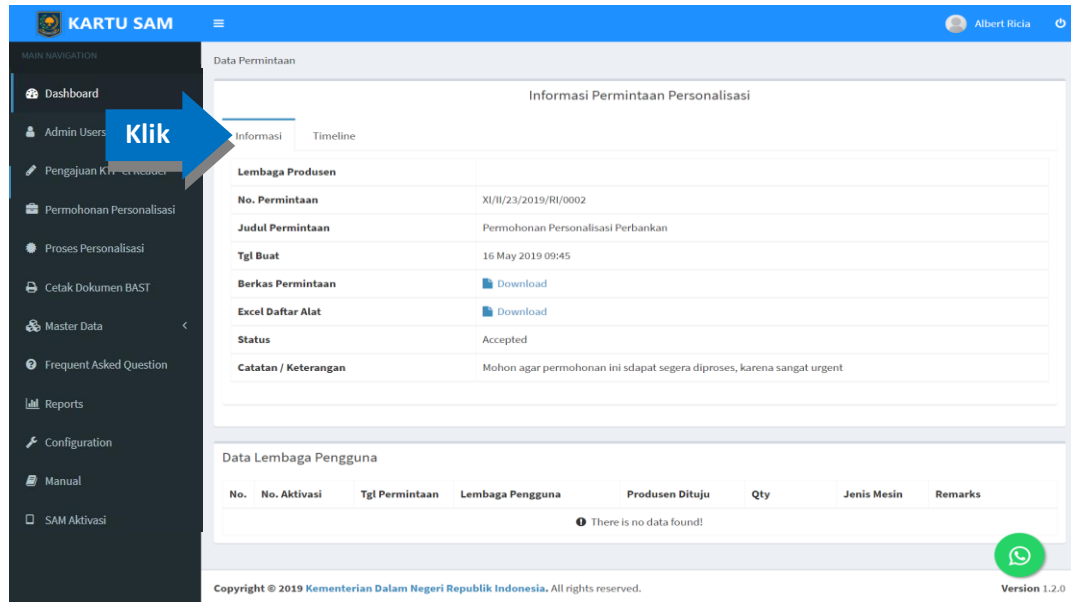 KARTU SAM
Albert Ricia
MAIN NAVIGATION
Data Permintaan
Dashboard
Admin Users
Pengajuan KTP-el Reader
Permohonan Personalisasi
Proses Personalisasi
Cetak Dokumen BAST
Master Data
Frequent Asked Question
Reports
Configuration
Manual
SAM Aktivasi
Klik
Informasi Permintaan Personalisasi
Informasi Timeline
Lembaga Produsen
No. Permintaan XI/II/23/2019/RI/0002
Judul Permintaan Permohonan Personalisasi Perbankan
Tgl Buat 16 May 2019 09:45
Berkas Permintaan Download
Excel Daftar Alat Download
Status Accepted
Catatan / Keterangan Mohon agar permohonan ini sdapat segera diproses, karena sangat urgent
Data Lembaga Pengguna
No. No. Aktivasi Tgl Permintaan Lembaga Pengguna Produsen Dituju Qty Jenis Mesin Remarks
There is no data found!
Copyright © 2019 Kementerian Dalam Negeri Republik Indonesia. All rights reserved. Version 1.2.0